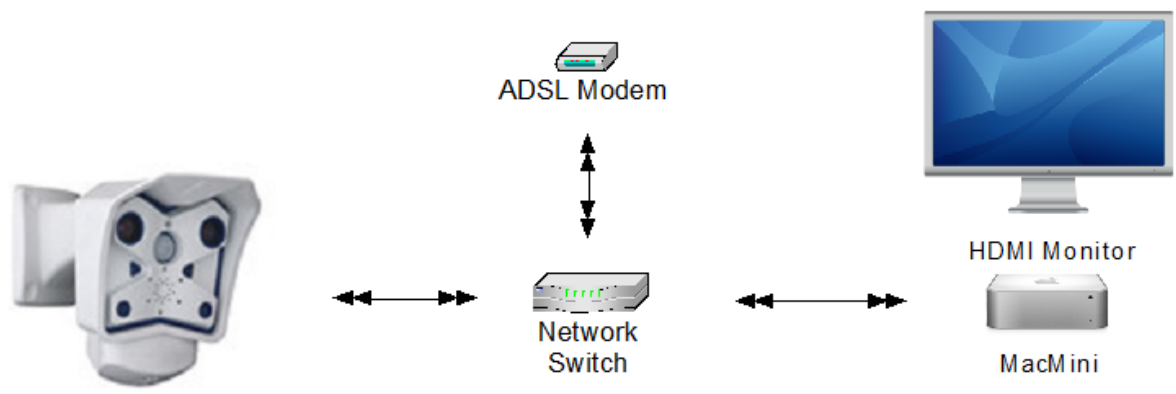 ADSL Modem
HDMI Monitor
Network
Switch
MacMini